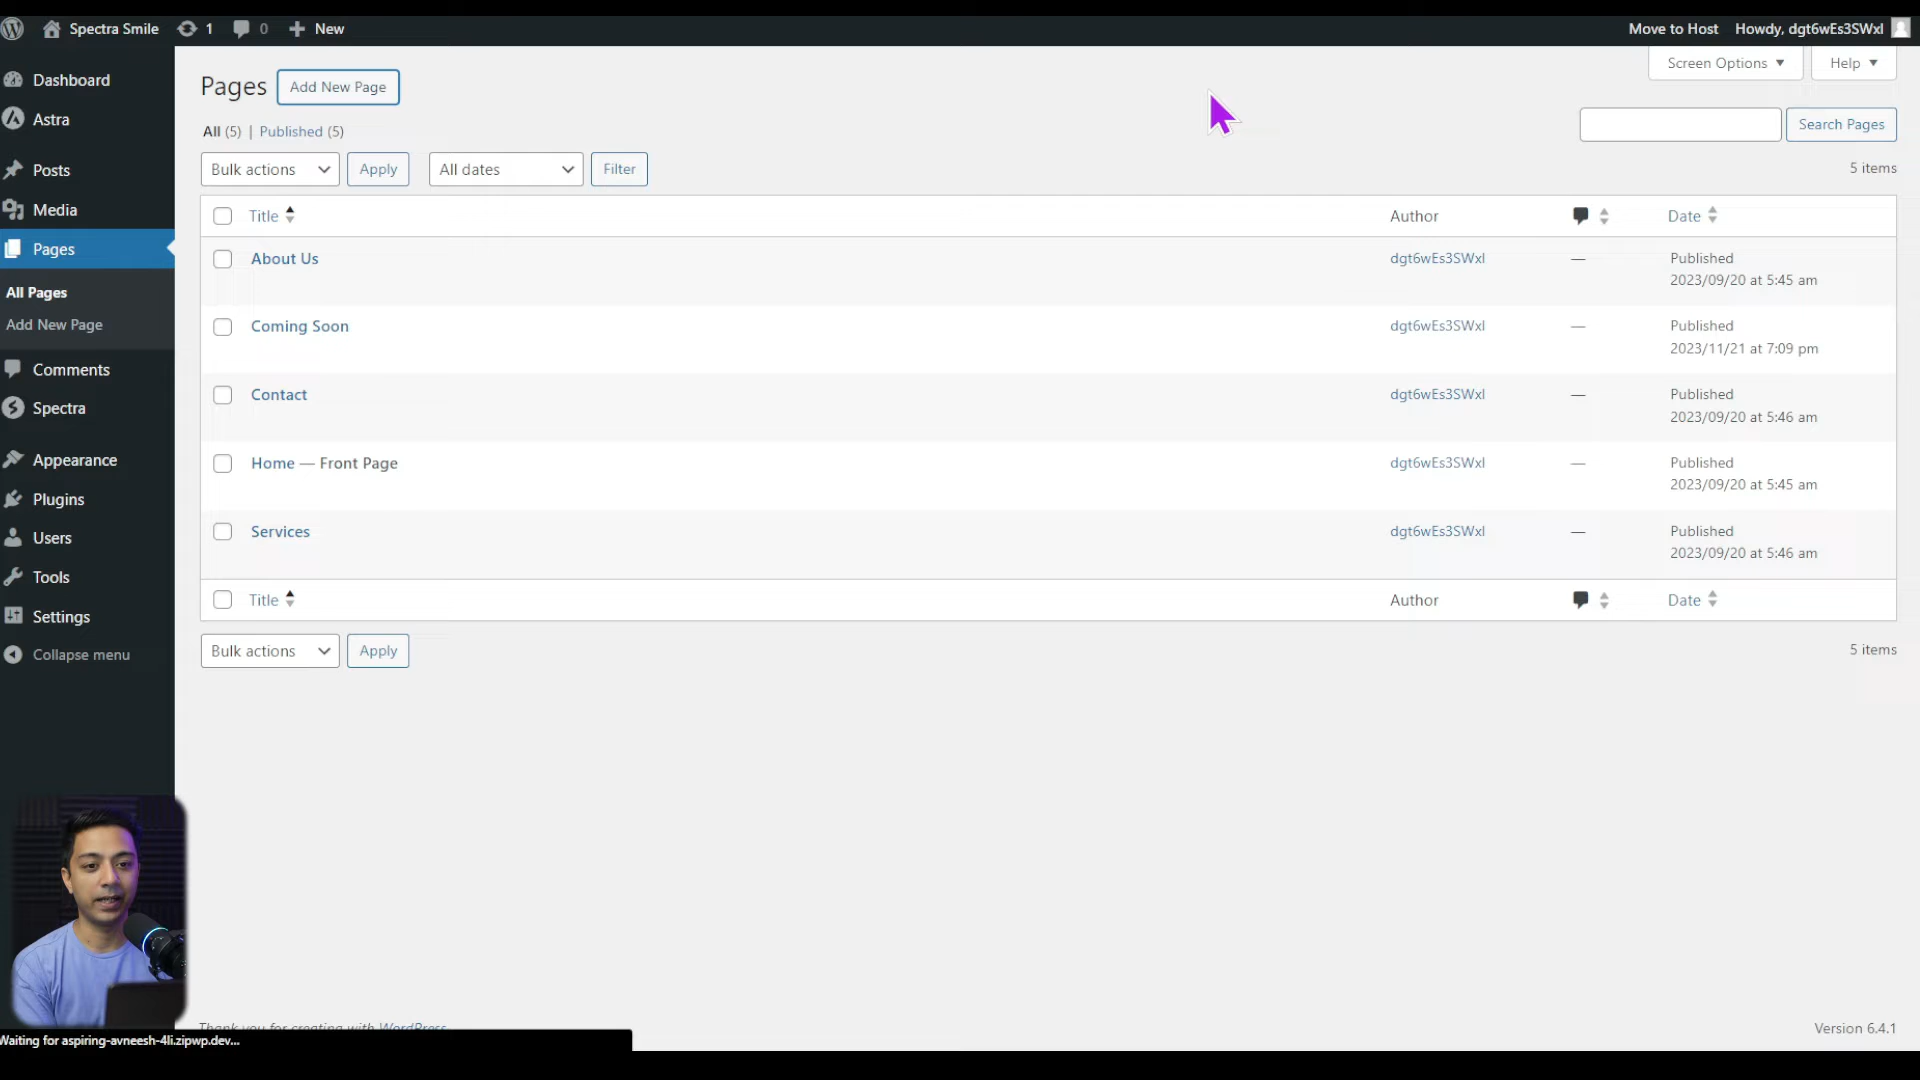 Spectra Smile 1 0 New Move to Host Howdy, dgt6wEs3SWxl
Dashboard
Astra
Posts
Media
Pages
All Pages
Add New Page
Comments
Spectra
Appearance
Plugins
Users
Tools
Settings
Collapse menu
Screen Options Help
Pages Add New Page
All (5) | Published (5)
Search Pages
Bulk actions Apply All dates Filter 5 items
Title Author Date
About Us dgt6wEs3SWxl — Published
2023/09/20 at 5:45 am
Coming Soon dgt6wEs3SWxl — Published
2023/11/21 at 7:09 pm
Contact dgt6wEs3SWxl — Published
2023/09/20 at 5:46 am
Home — Front Page dgt6wEs3SWxl — Published
2023/09/20 at 5:45 am
Services dgt6wEs3SWxl — Published
2023/09/20 at 5:46 am
Title Author Date
Bulk actions Apply 5 items
Thank you for creating with WordPress Version 6.4.1
Waiting for aspiring-avneesh-4li.zipwp.dev...